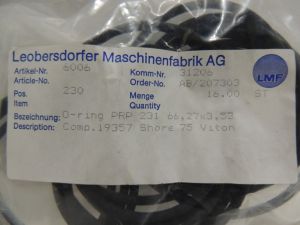 Leobersdorfer Maschinenfabrik AG
Artikel-Nr. 6006 Komm-Nr. 31206
Article-No. Order-No. AB/207303
Pos. 230 Menge 16.00 ST
Item Quantity
Bezeichnung: O-ring PRP 231 66,27x3,53
Description: Comp.19357 Shore 75 Viton
LMF